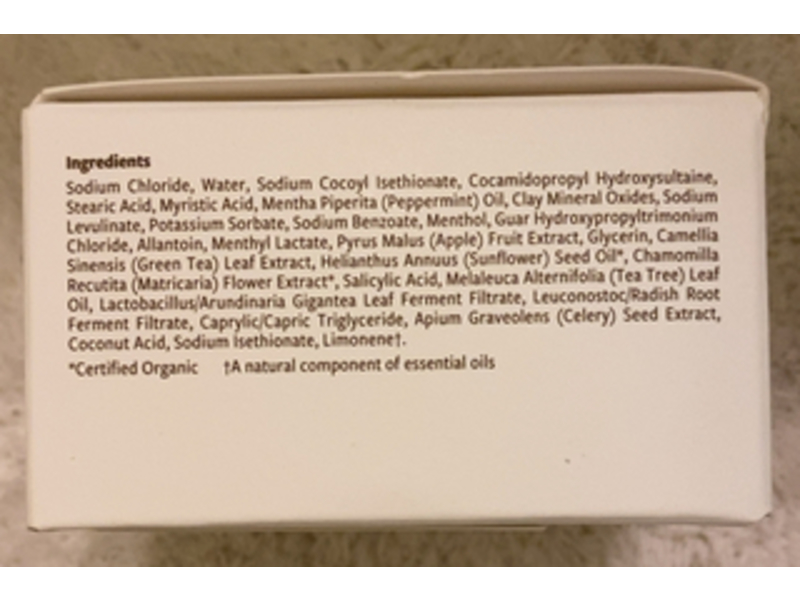 Ingredients
Sodium Chloride, Water, Sodium Cocoyl Isethionate, Cocamidopropyl Hydroxysultaine,
Stearic Acid, Myristic Acid, Mentha Piperita (Peppermint) Oil, Clay Mineral Oxides, Sodium
Levulinate, Potassium Sorbate, Sodium Benzoate, Menthol, Guar Hydroxypropyltrimonium
Chloride, Allantoin, Menthyl Lactate, Pyrus Malus (Apple) Fruit Extract, Glycerin, Camellia
Sinensis (Green Tea) Leaf Extract, Helianthus Annuus (Sunflower) Seed Oil*, Chamomilla
Recutita (Matricaria) Flower Extract*, Salicylic Acid, Melaleuca Alternifolia (Tea Tree) Leaf
Oil, Lactobacillus/Arundinaria Gigantea Leaf Ferment Filtrate, Leuconostoc/Radish Root
Ferment Filtrate, Caprylic/Capric Triglyceride, Apium Graveolens (Celery) Seed Extract,
Coconut Acid, Sodium Isethionate, Limonene†.
*Certified Organic †A natural component of essential oils